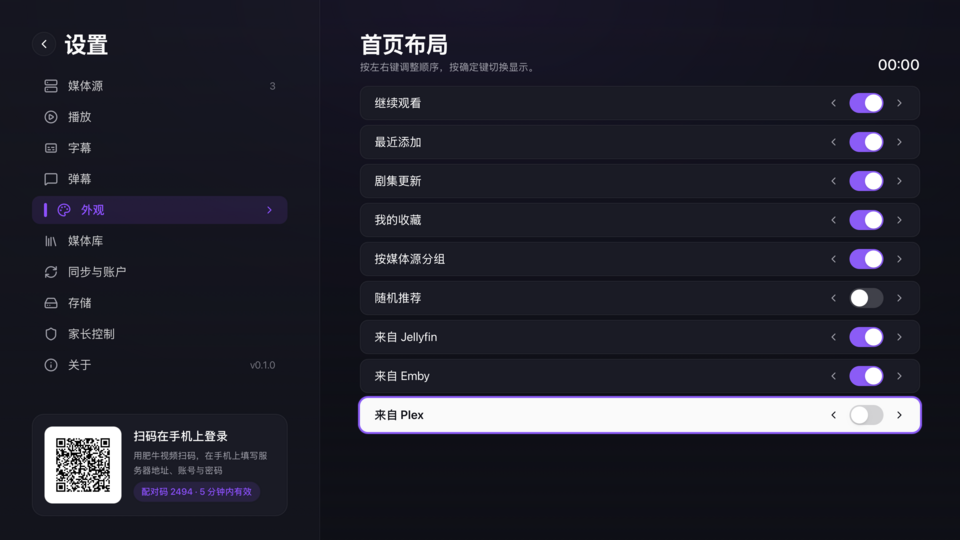 设置
媒体源 3
播放
字幕
弹幕
外观
媒体库
同步与账户
存储
家长控制
关于 v0.1.0
扫码在手机上登录
用肥牛视频扫码，在手机上填写服
务器地址、账号与密码
配对码 2494 · 5 分钟内有效
首页布局
按左右键调整顺序，按确定键切换显示。
00:00
继续观看
最近添加
剧集更新
我的收藏
按媒体源分组
随机推荐
来自 Jellyfin
来自 Emby
来自 Plex